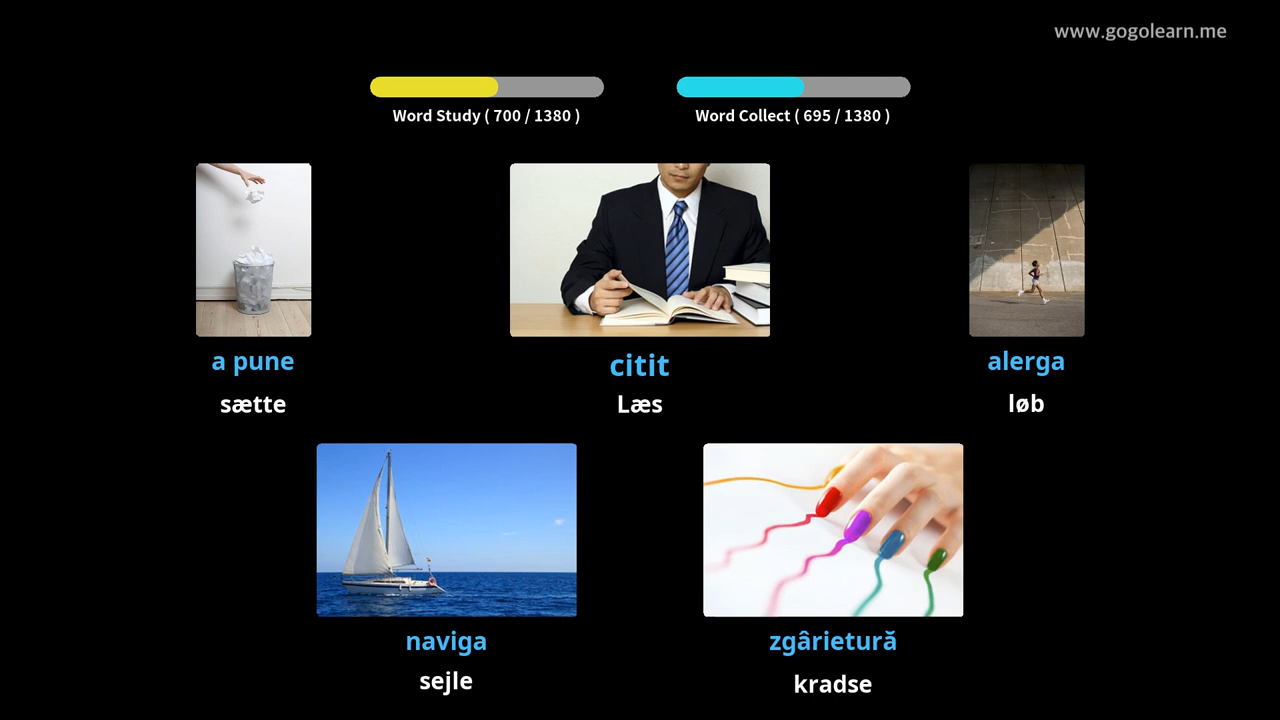 www.gogolearn.me
Word Study ( 700 / 1380 )
Word Collect ( 695 / 1380 )
a pune
sætte
citit
Læs
alerga
løb
naviga
sejle
zgârietură
kradse